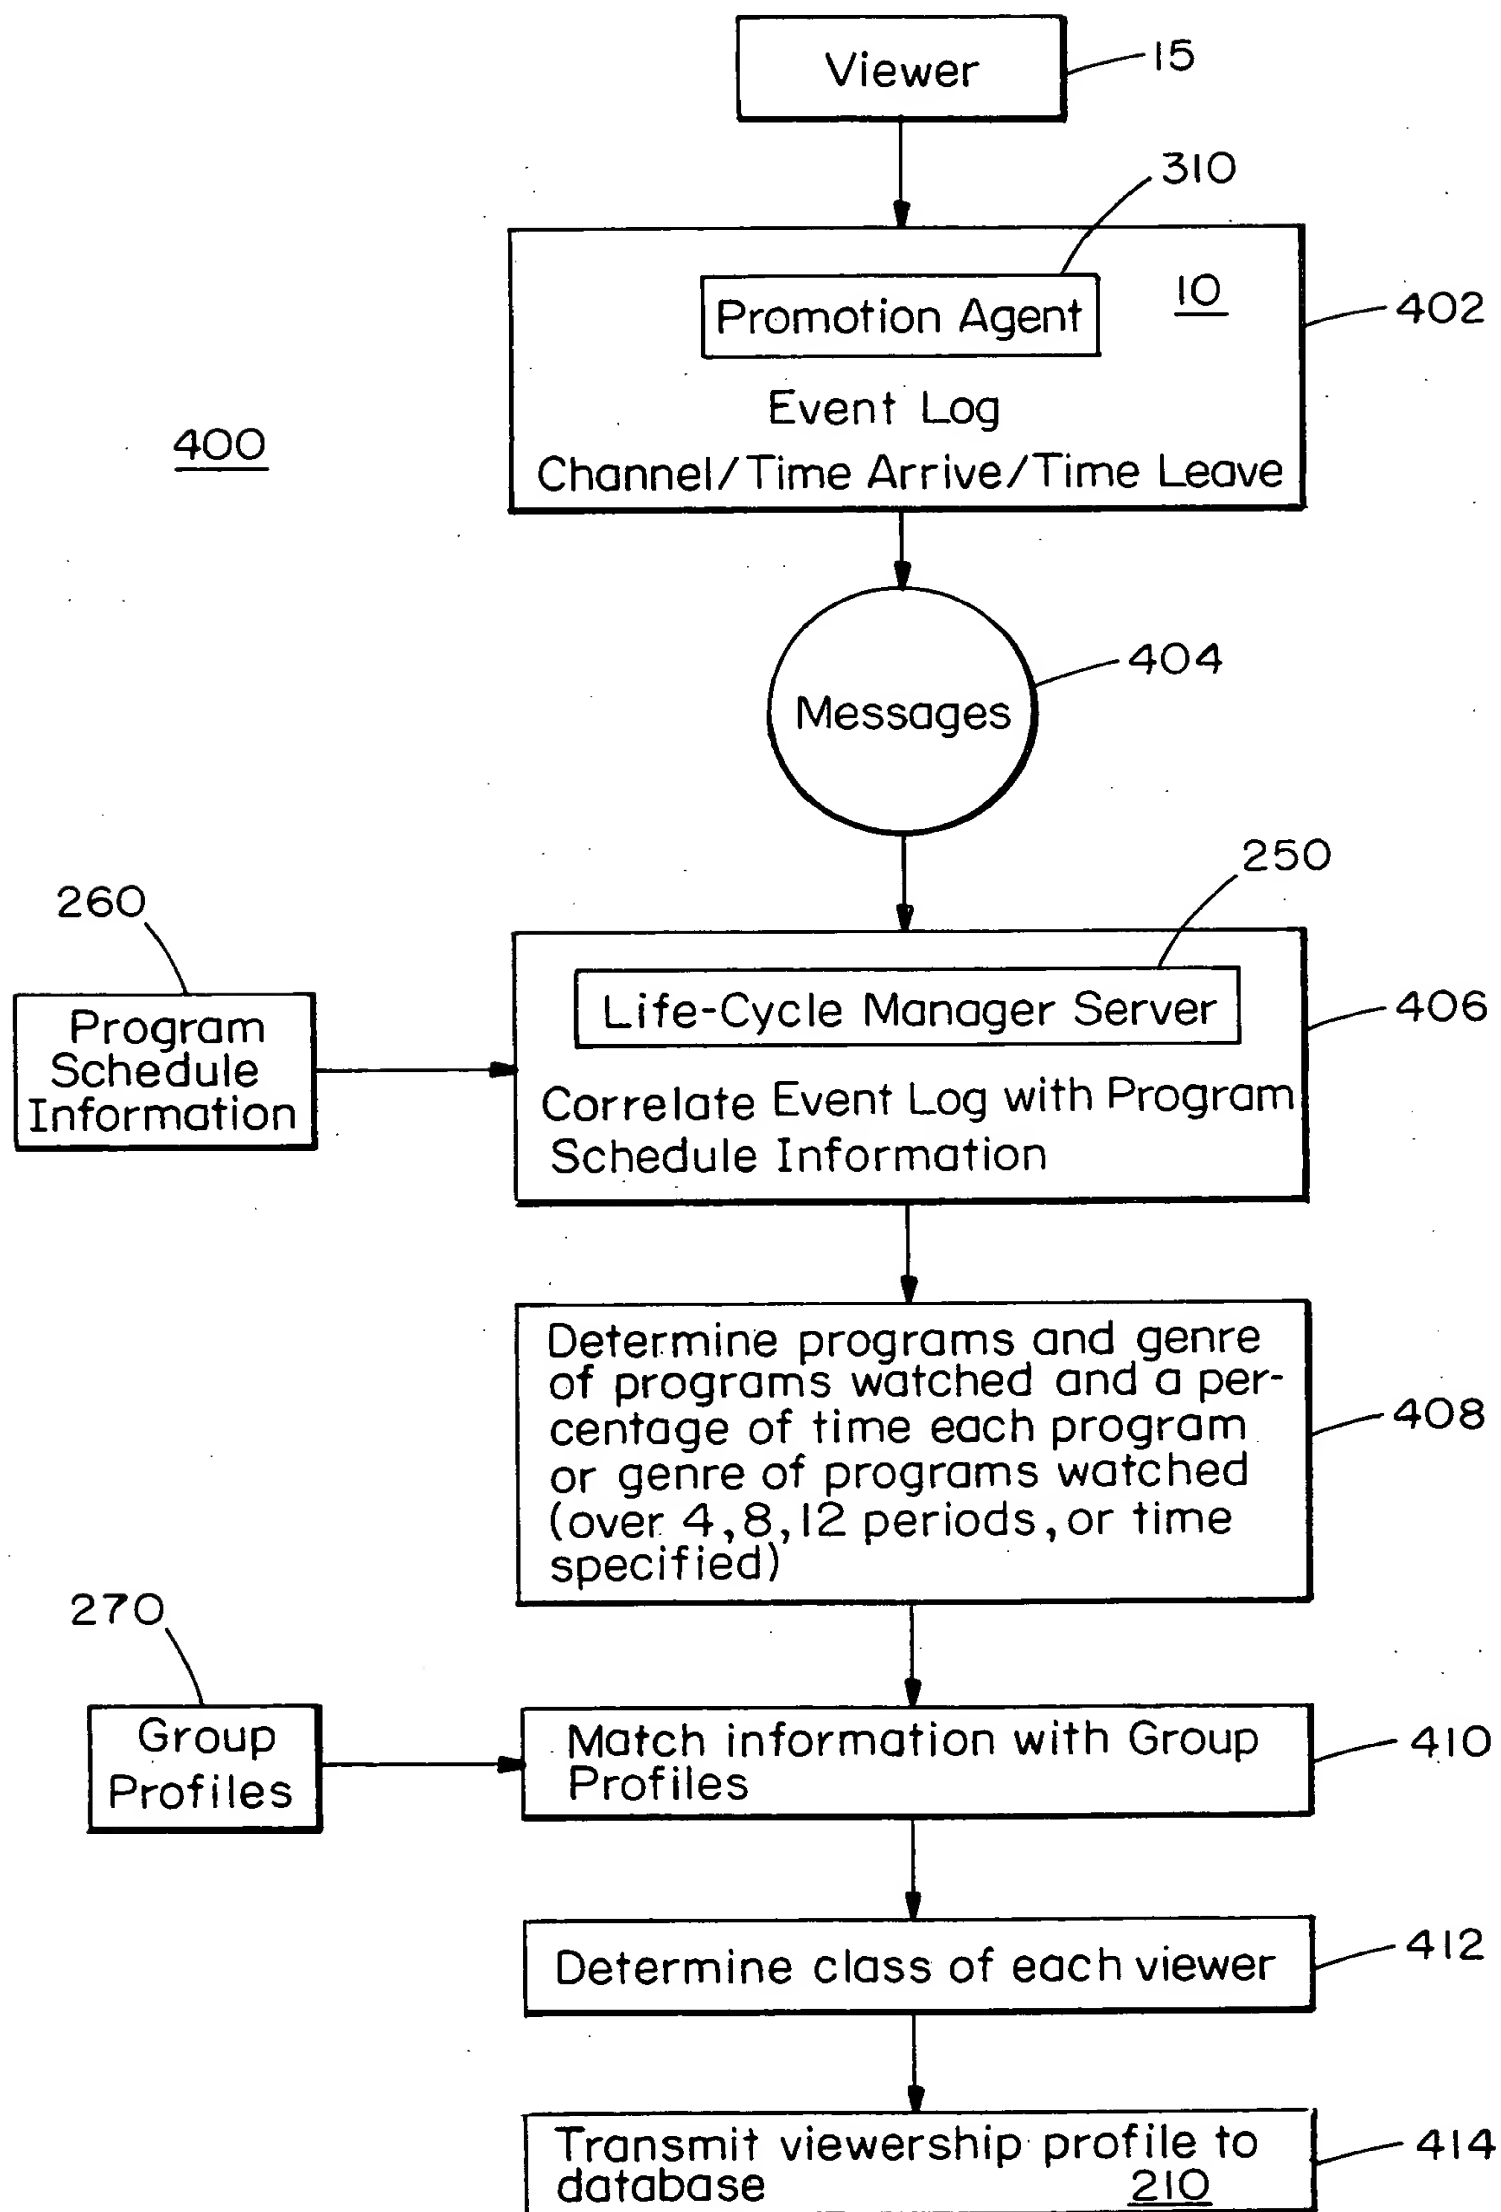 Viewer
15
310
Promotion Agent
10
402
Event Log
Channel/Time Arrive/Time Leave
400
Messages
404
250
260
Life-Cycle Manager Server
406
Program
Schedule
Information
Correlate Event Log with Program
Schedule Information
Determine programs and genre
of programs watched and a per-
centage of time each program
or genre of programs watched
(over 4,8,12 periods, or time
specified)
408
270
Group
Profiles
Match information with Group
Profiles
410
Determine class of each viewer
412
Transmit viewership profile to
database 210
414